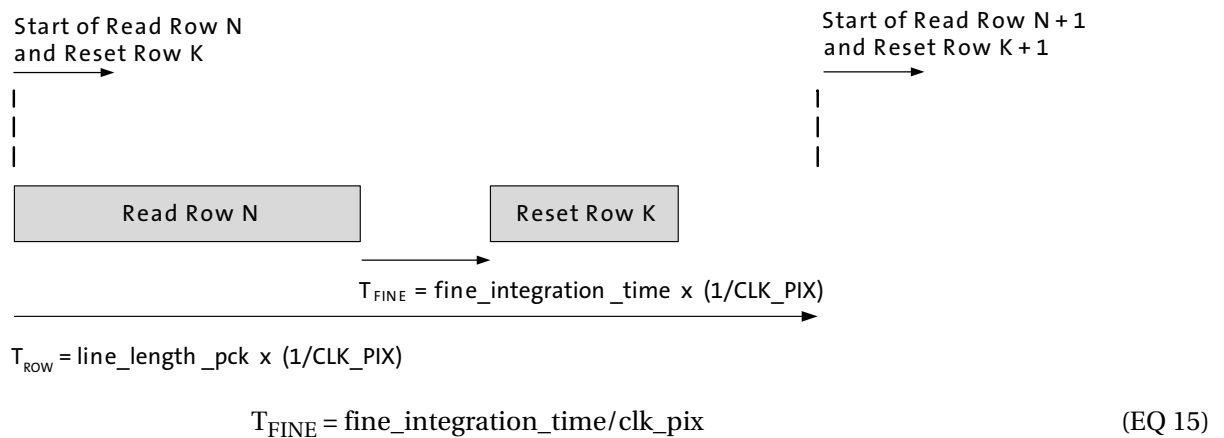 Start of Read Row N
and Reset Row K
Start of Read Row N + 1
and Reset Row K + 1
Read Row N
Reset Row K
T_FINE = fine_integration _time x (1/CLK_PIX)
T_ROW = line_length _pck x (1/CLK_PIX)
T_FINE = fine_integration_time/clk_pix (EQ 15)